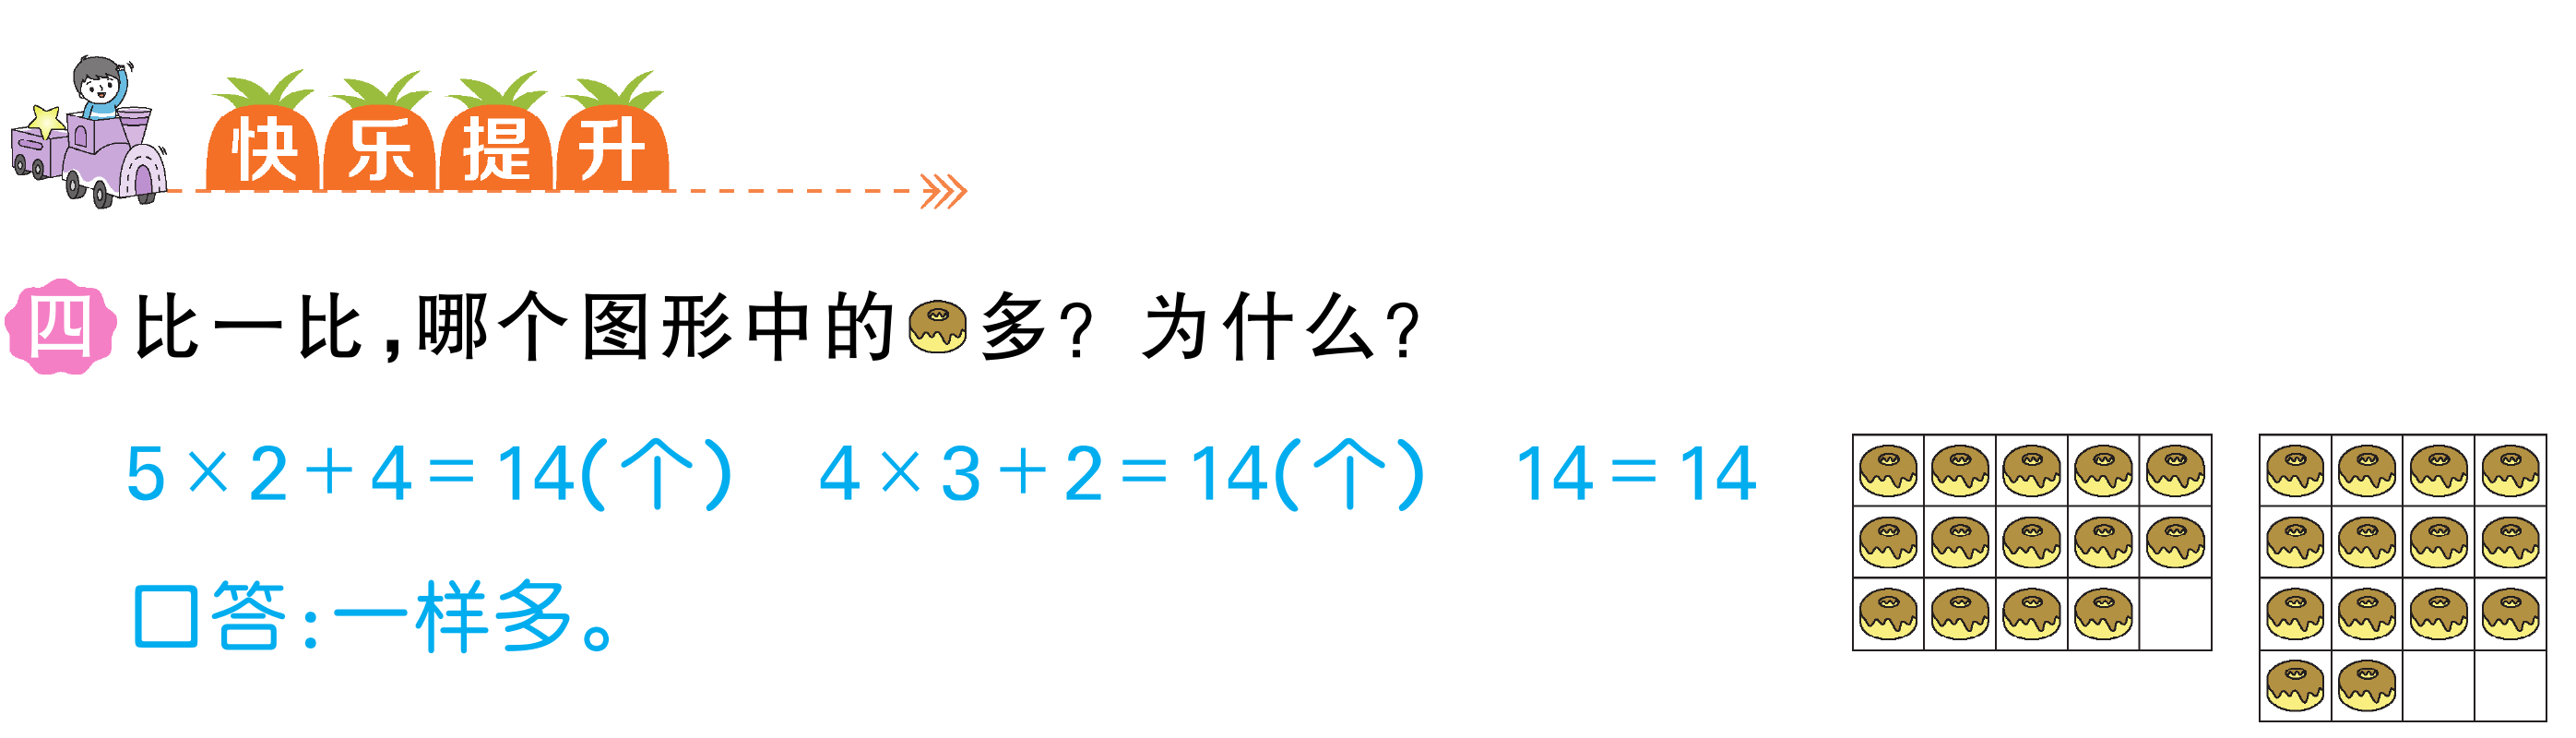 快乐提升
四 比一比,哪个图形中的多? 为什么?
5×2+4=14(个) 4×3+2=14(个) 14=14
口答:一样多。